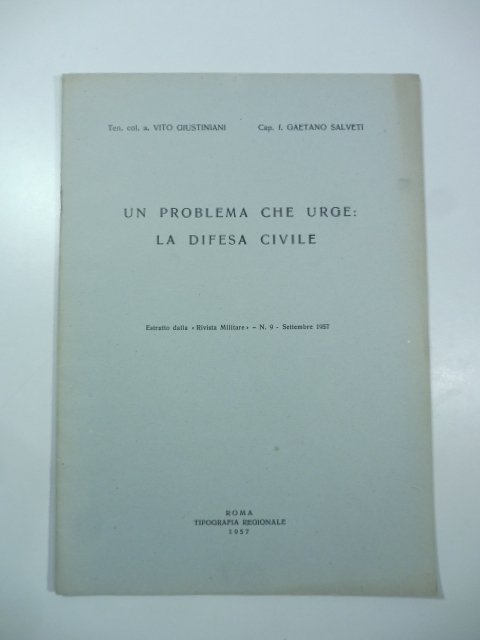 Ten. col. a. VITO GIUSTINIANI Cap. f. GAETANO SALVETI
UN PROBLEMA CHE URGE:
LA DIFESA CIVILE
Estratto dalla «Rivista Militare» - N. 9 - Settembre 1957
ROMA
TIPOGRAFIA REGIONALE
1957